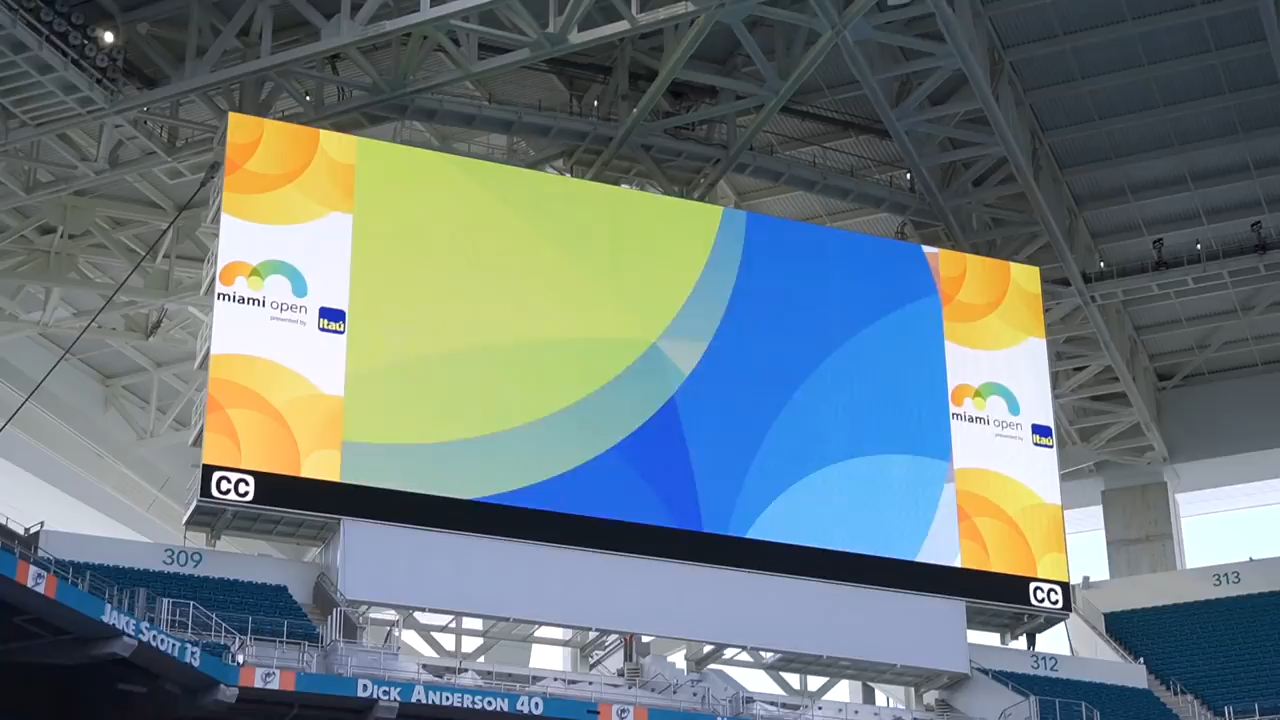 miami open
presented by
Itaú
miami open
presented by
Itaú
CC
CC
309
313
312
JAKE SCOTT 13
DICK ANDERSON 40